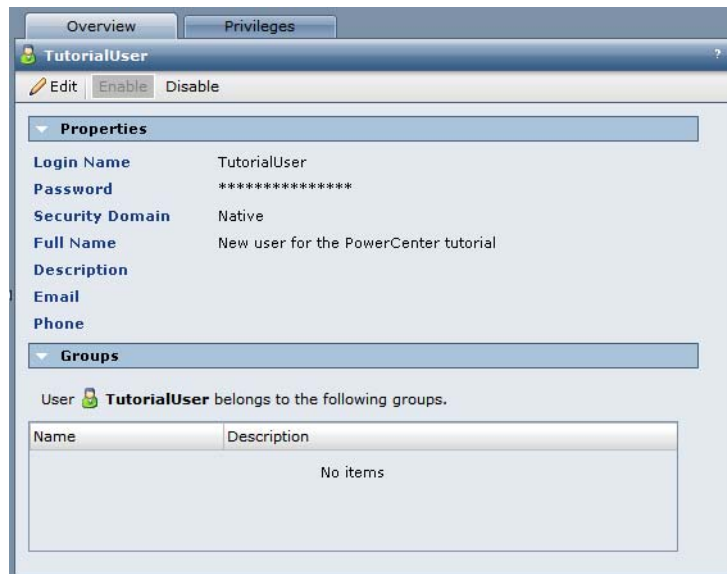 Overview Privileges
TutorialUser ?
Edit Enable Disable
Properties
Login Name TutorialUser
Password ***************
Security Domain Native
Full Name New user for the PowerCenter tutorial
Description
Email
Phone
Groups
User TutorialUser belongs to the following groups.
Name Description
No items